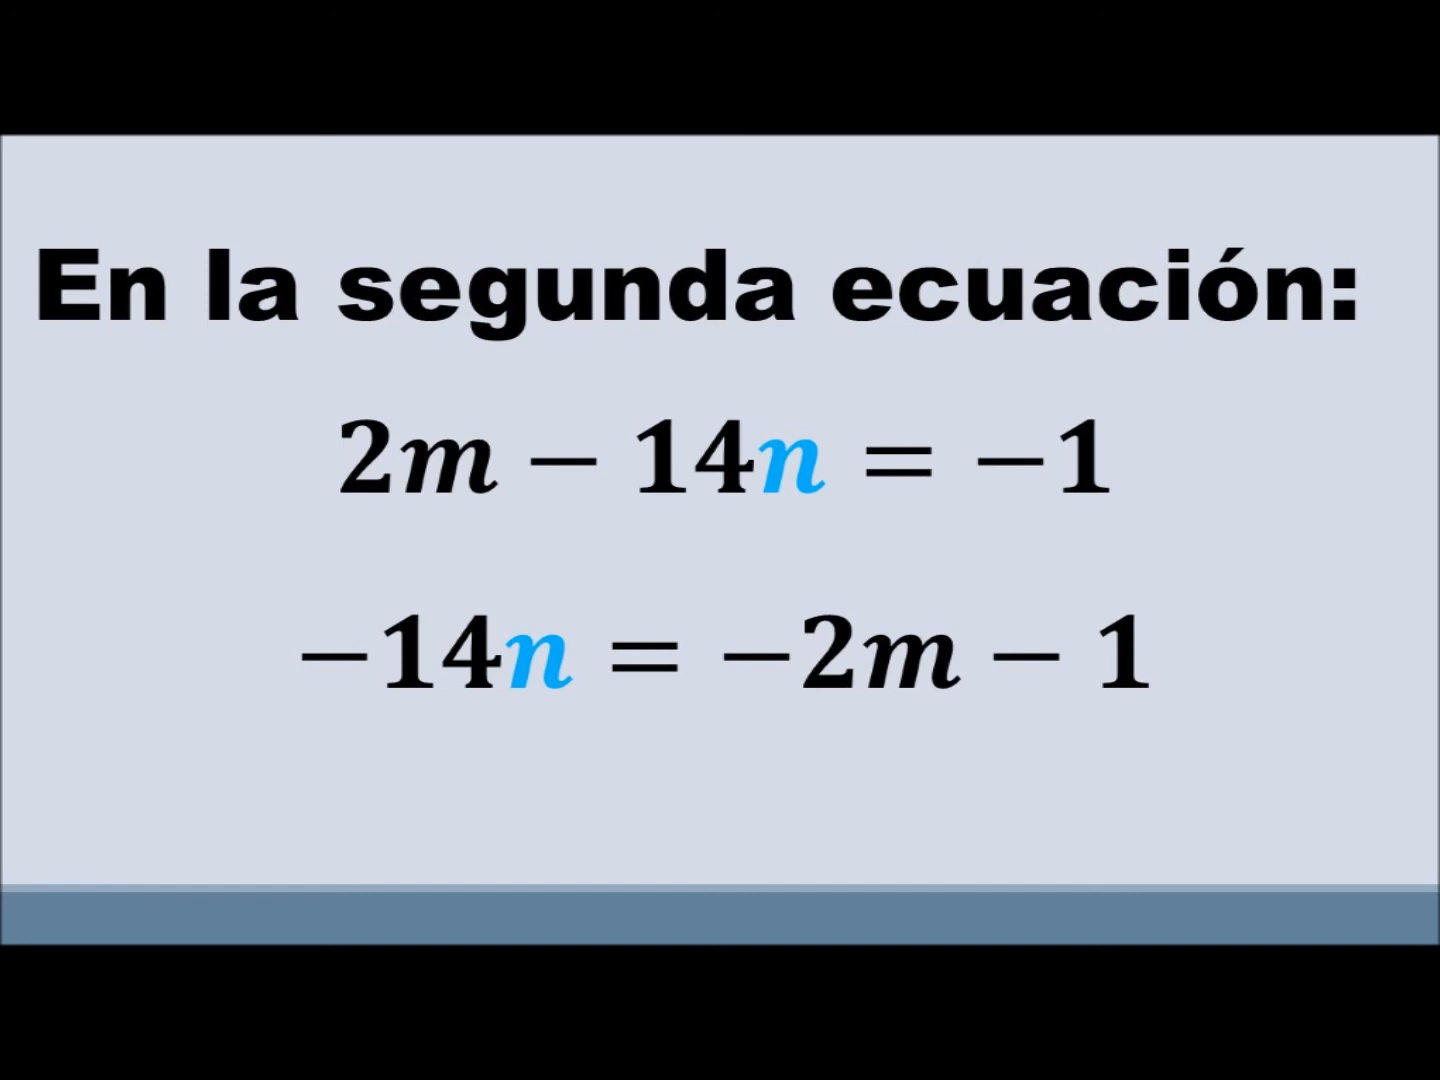 En la segunda ecuación:
2m − 14n = −1
−14n = −2m − 1